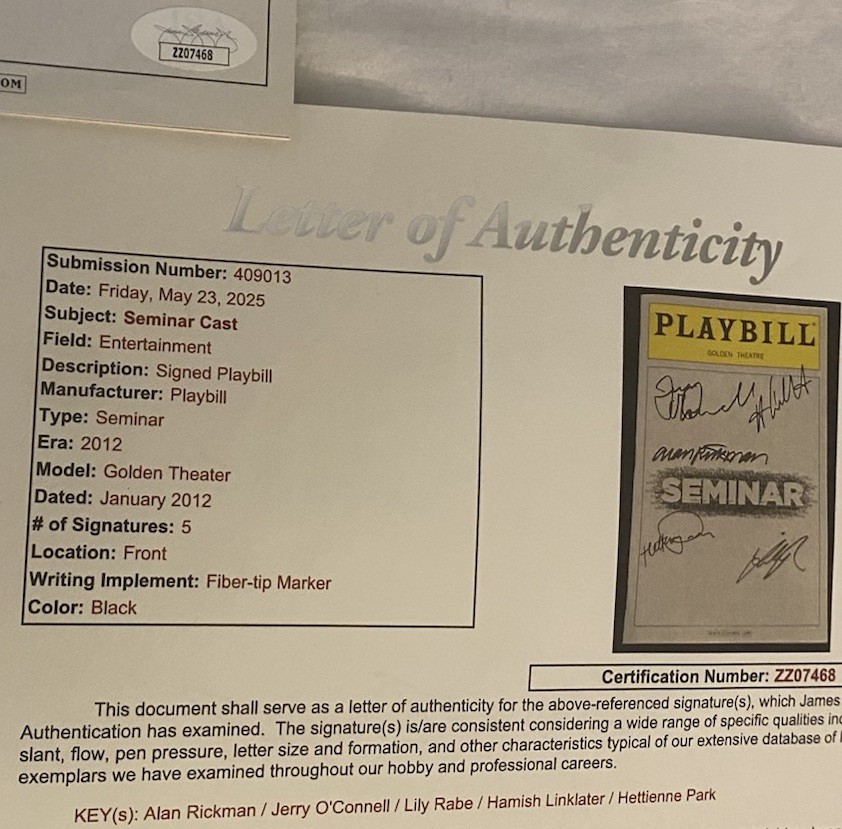 ZZ07468
OM
Letter of Authenticity
Submission Number: 409013
Date: Friday, May 23, 2025
Subject: Seminar Cast
Field: Entertainment
Description: Signed Playbill
Manufacturer: Playbill
Type: Seminar
Era: 2012
Model: Golden Theater
Dated: January 2012
# of Signatures: 5
Location: Front
Writing Implement: Fiber-tip Marker
Color: Black
PLAYBILL
GOLDEN THEATRE
Alan Rickman
SEMINAR
Certification Number: ZZ07468
This document shall serve as a letter of authenticity for the above-referenced signature(s), which James
Authentication has examined. The signature(s) is/are consistent considering a wide range of specific qualities in
slant, flow, pen pressure, letter size and formation, and other characteristics typical of our extensive database of
exemplars we have examined throughout our hobby and professional careers.
KEY(s): Alan Rickman / Jerry O'Connell / Lily Rabe / Hamish Linklater / Hettienne Park